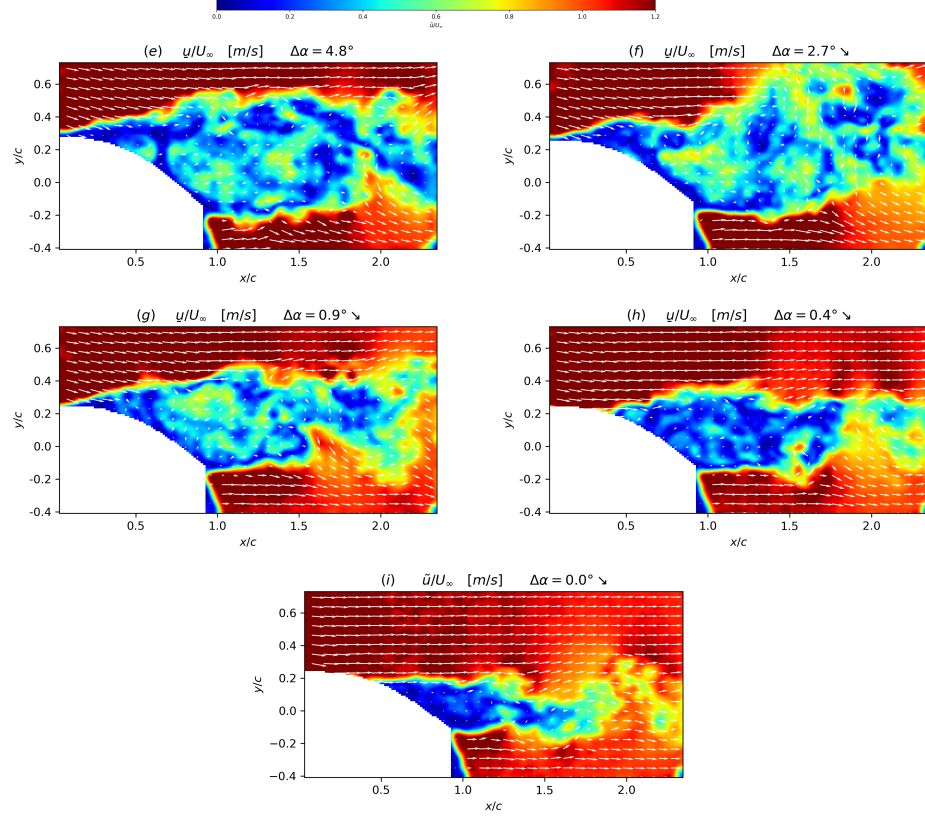 0.0 0.2 0.4 0.6 0.8 1.0 1.2
ũ/U∞
(e) u̲/U∞ [m/s] Δα = 4.8°
0.6
0.4
0.2
0.0
-0.2
-0.4
y/c
0.5 1.0 1.5 2.0
x/c
(f) u̲/U∞ [m/s] Δα = 2.7° ↘
0.6
0.4
0.2
0.0
-0.2
-0.4
y/c
0.5 1.0 1.5 2.0
x/c
(g) u̲/U∞ [m/s] Δα = 0.9° ↘
0.6
0.4
0.2
0.0
-0.2
-0.4
y/c
0.5 1.0 1.5 2.0
x/c
(h) u̲/U∞ [m/s] Δα = 0.4° ↘
0.6
0.4
0.2
0.0
-0.2
-0.4
y/c
0.5 1.0 1.5 2.0
x/c
(i) ũ/U∞ [m/s] Δα = 0.0° ↘
0.6
0.4
0.2
0.0
−0.2
−0.4
y/c
0.5 1.0 1.5 2.0
x/c